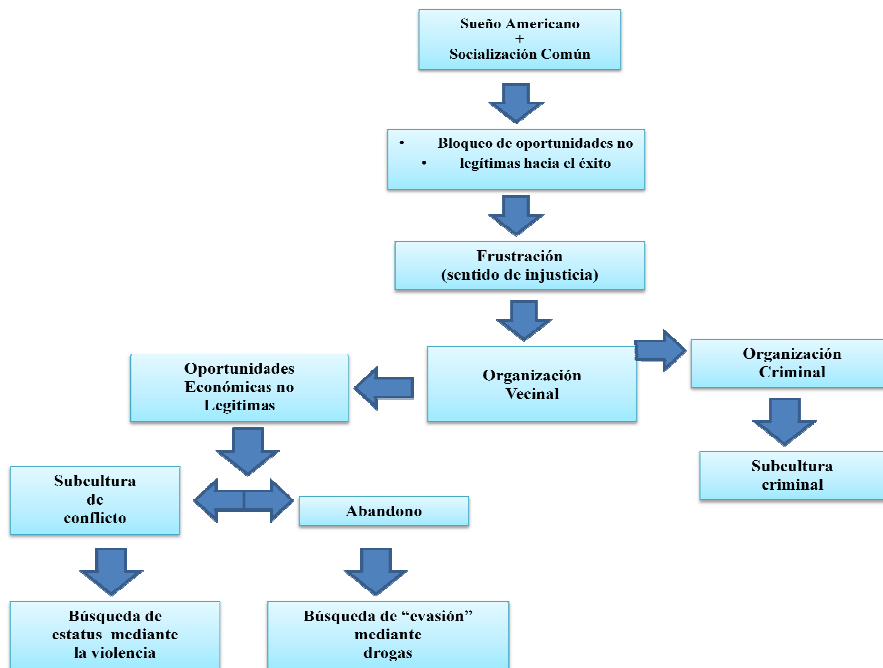 Sueño Americano
+
Socialización Común
• Bloqueo de oportunidades no
• legítimas hacia el éxito
Frustración
(sentido de injusticia)
Organización
Vecinal
Organización
Criminal
Oportunidades
Económicas no
Legitimas
Subcultura
criminal
Subcultura
de
conflicto
Abandono
Búsqueda de
estatus mediante
la violencia
Búsqueda de “evasión”
mediante
drogas